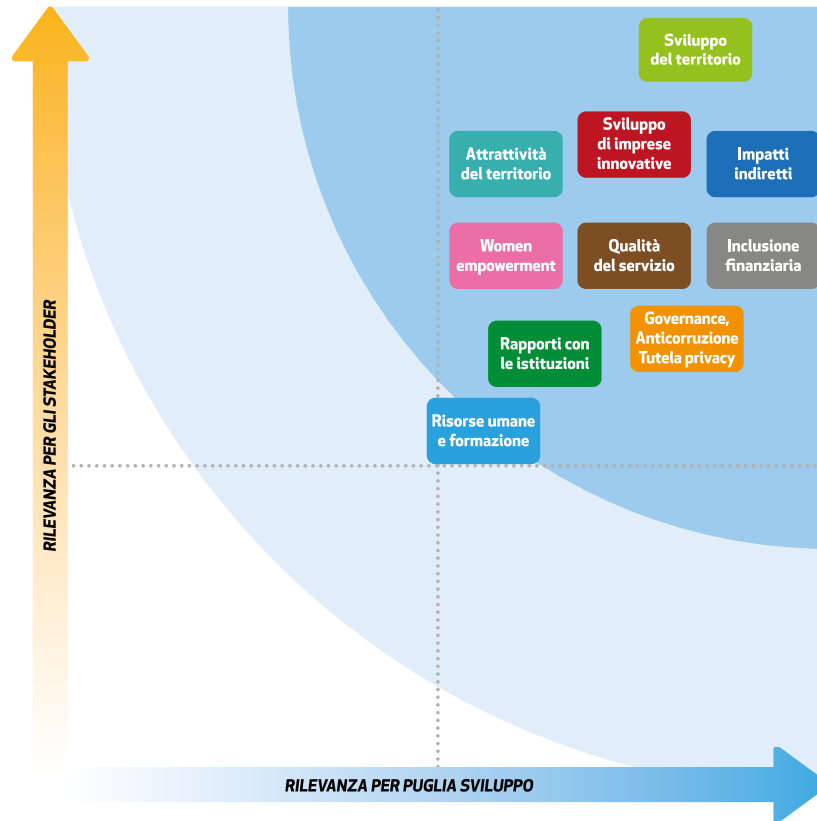 Sviluppo
del territorio
Sviluppo
di imprese
innovative
Attrattività
del territorio
Impatti
indiretti
Women
empowerment
Qualità
del servizio
Inclusione
finanziaria
Governance,
Anticorruzione
Tutela privacy
Rapporti con
le istituzioni
Risorse umane
e formazione
RILEVANZA PER GLI STAKEHOLDER
RILEVANZA PER PUGLIA SVILUPPO